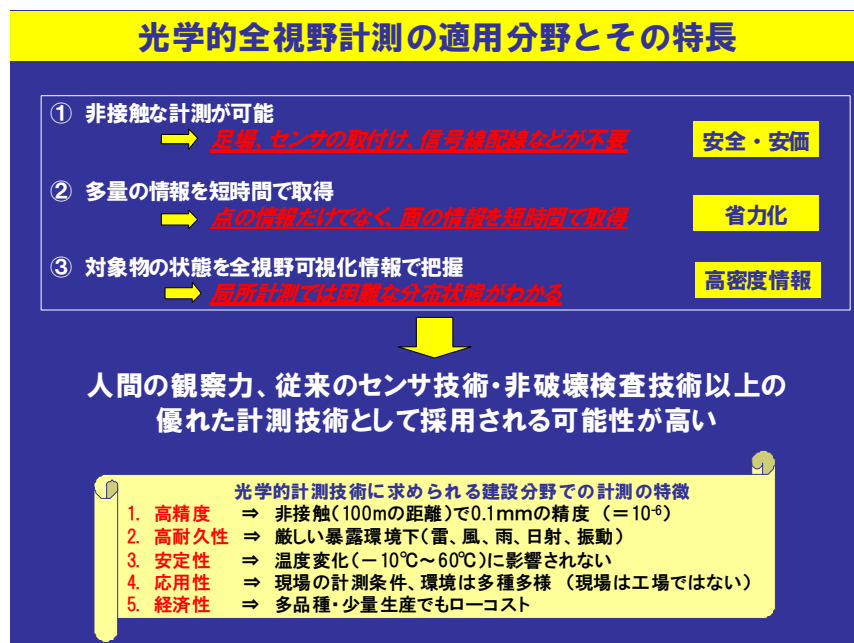 光学的全視野計測の適用分野とその特長
① 非接触な計測が可能
足場、センサの取付け、信号線配線などが不要
安全・安価
② 多量の情報を短時間で取得
点の情報だけでなく、面の情報を短時間で取得
省力化
③ 対象物の状態を全視野可視化情報で把握
局所計測では困難な分布状態がわかる
高密度情報
人間の観察力、従来のセンサ技術・非破壊検査技術以上の
優れた計測技術として採用される可能性が高い
光学的計測技術に求められる建設分野での計測の特徴
1. 高精度 ⇒ 非接触(100mの距離)で0.1mmの精度 (=10⁻⁶)
2. 高耐久性 ⇒ 厳しい暴露環境下(雷、風、雨、日射、振動)
3. 安定性 ⇒ 温度変化(-10℃~60℃)に影響されない
4. 応用性 ⇒ 現場の計測条件、環境は多種多様 (現場は工場ではない)
5. 経済性 ⇒ 多品種・少量生産でもローコスト